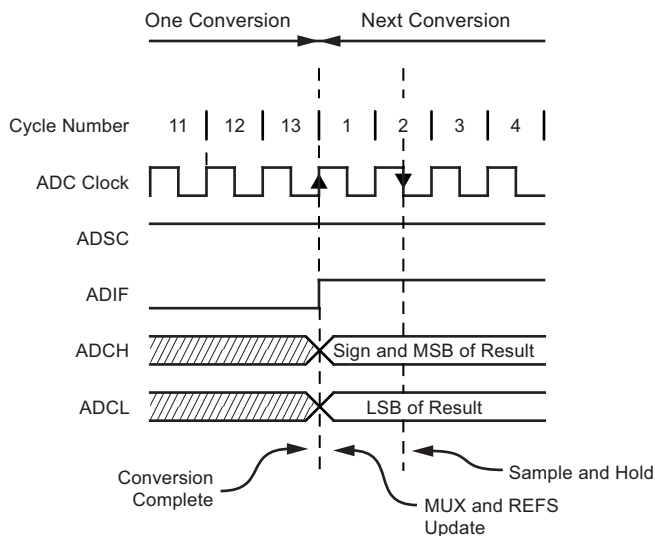 One Conversion Next Conversion
Cycle Number 11 12 13 1 2 3 4
ADC Clock
ADSC
ADIF
ADCH Sign and MSB of Result
ADCL LSB of Result
Conversion
Complete
MUX and REFS
Update
Sample and Hold